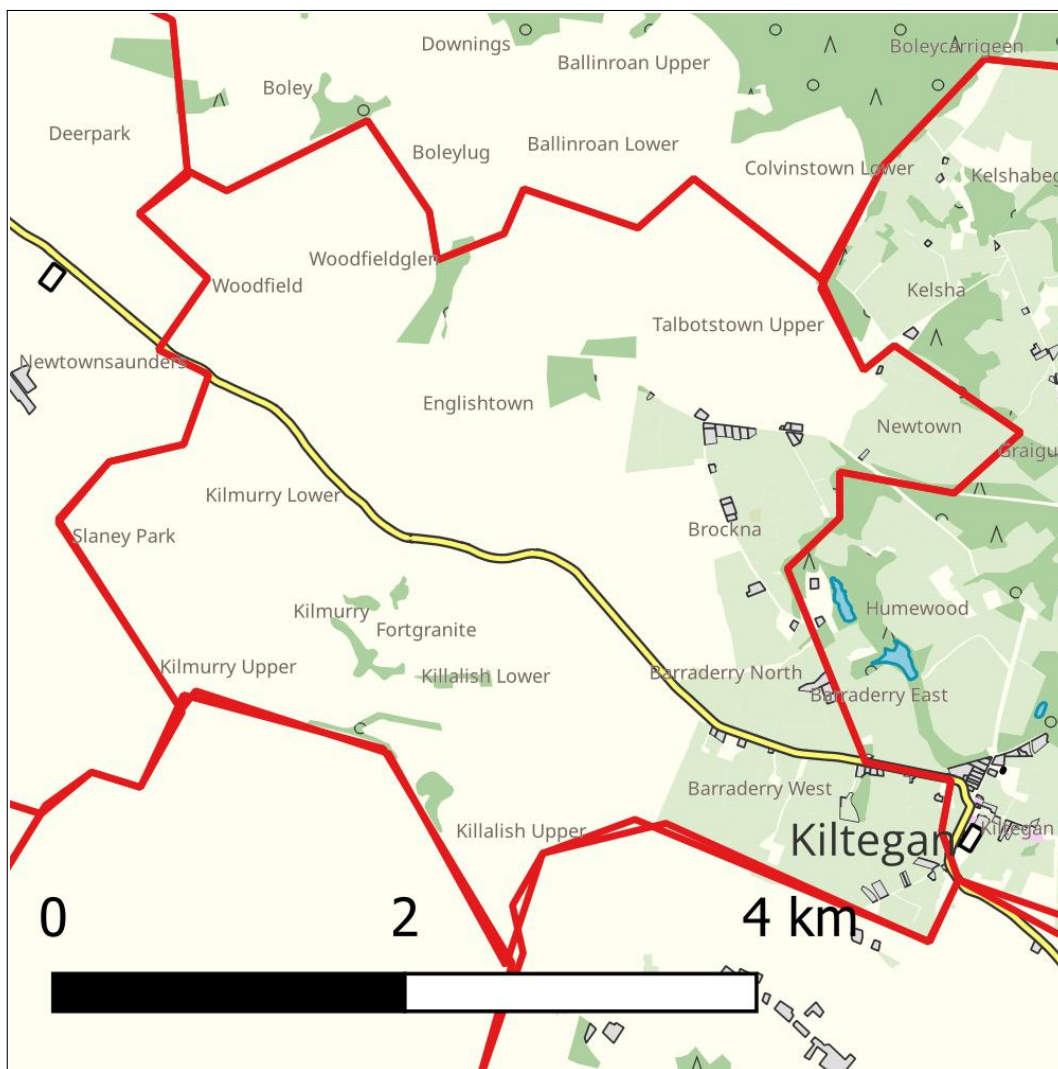 Downings
Boleycarrigeen
Ballinroan Upper
Boley
Deerpark
Ballinroan Lower
Boleylug
Colvinstown Lower
Kelshabeg
Woodfieldglen
Woodfield
Kelsha
Talbotstown Upper
Newtownsaunders
Englishtown
Newtown
Graigu
Kilmurry Lower
Brockna
Slaney Park
Humewood
Kilmurry
Fortgranite
Kilmurry Upper
Killalish Lower
Barraderry North
Barraderry East
Barraderry West
Killalish Upper
Kiltegan
Kiltegan
0 2 4 km